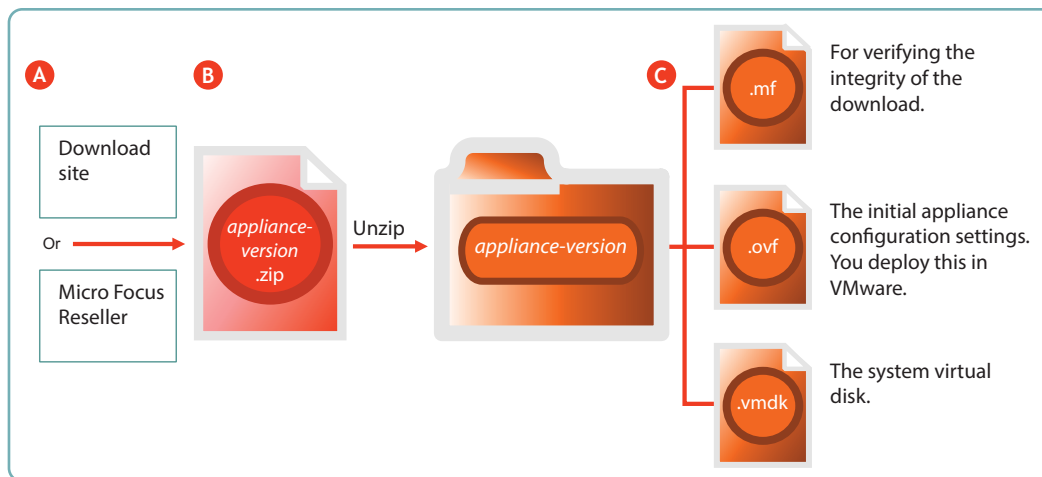 A
Download
site
Or
Micro Focus
Reseller
B
appliance-
version
.zip
Unzip
appliance-version
C
.mf
For verifying the
integrity of the
download.
.ovf
The initial appliance
configuration settings.
You deploy this in
VMware.
.vmdk
The system virtual
disk.